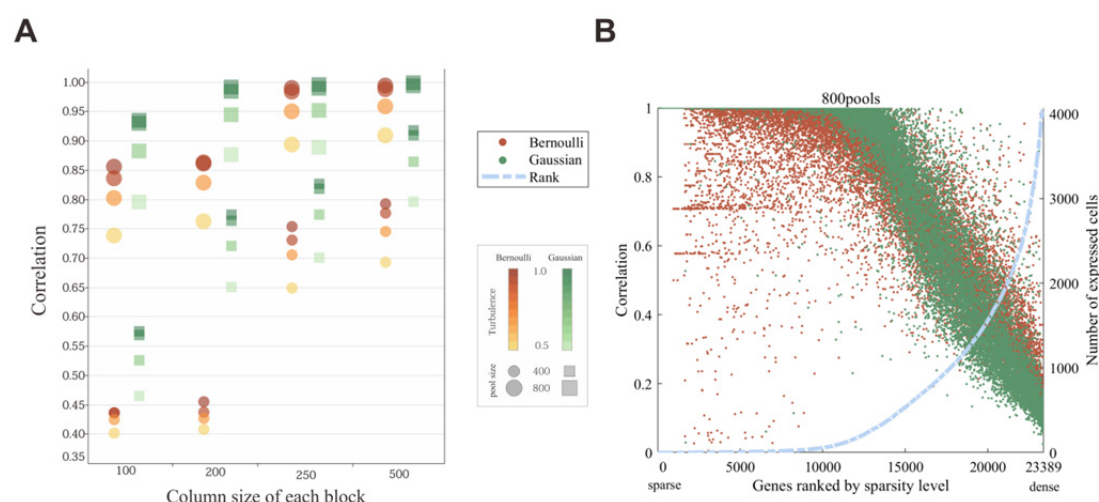 A
B
Correlation
1.00
0.95
0.90
0.85
0.80
0.75
0.70
0.65
0.60
0.55
0.50
0.45
0.40
0.35
100
200
250
500
Column size of each block
Bernoulli
Gaussian
Rank
Bernoulli
Gaussian
Turbulence
1.0
0.5
pool size
400
800
800pools
Correlation
1
0.8
0.6
0.4
0.2
0
0
5000
10000
15000
20000
23389
sparse
Genes ranked by sparsity level
dense
4000
3000
2000
1000
0
Number of expressed cells